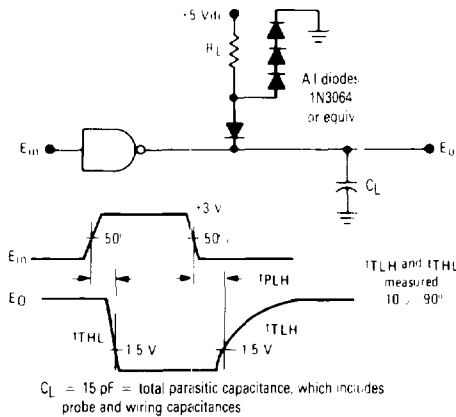 +5 Vdc
RL
All diodes
1N3064
or equiv
Ein
EO
CL
+3 V
50%
50%
Ein
tPLH
tTLH and tTHL
measured
10 - 90%
EO
tTHL
1.5 V
tTLH
1.5 V
CL = 15 pF = total parasitic capacitance, which includes
probe and wiring capacitances